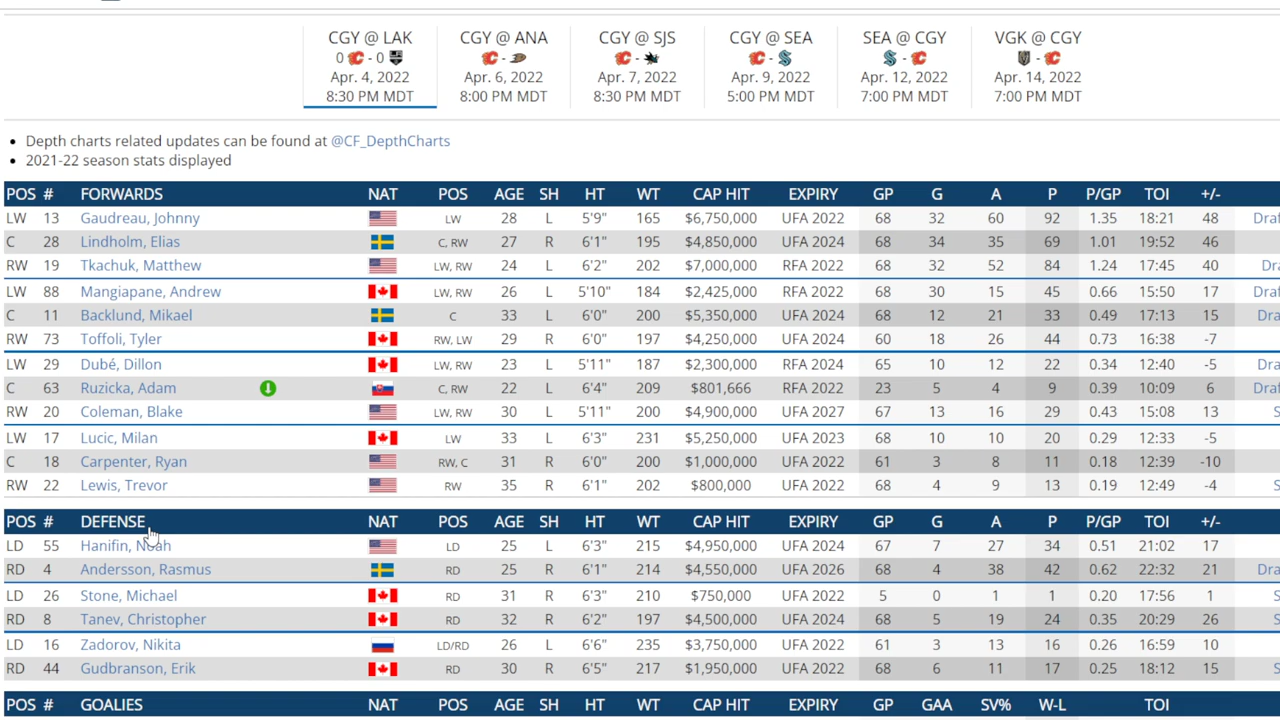 CGY @ LAK CGY @ ANA CGY @ SJS CGY @ SEA SEA @ CGY VGK @ CGY
0 - 0 - - - - -
Apr. 4, 2022 Apr. 6, 2022 Apr. 7, 2022 Apr. 9, 2022 Apr. 12, 2022 Apr. 14, 2022
8:30 PM MDT 8:00 PM MDT 8:30 PM MDT 5:00 PM MDT 7:00 PM MDT 7:00 PM MDT
• Depth charts related updates can be found at @CF_DepthCharts
• 2021-22 season stats displayed
POS # FORWARDS NAT POS AGE SH HT WT CAP HIT EXPIRY GP G A P P/GP TOI +/-
LW 13 Gaudreau, Johnny LW 28 L 5'9" 165 $6,750,000 UFA 2022 68 32 60 92 1.35 18:21 48 Draf
C 28 Lindholm, Elias C, RW 27 R 6'1" 195 $4,850,000 UFA 2024 68 34 35 69 1.01 19:52 46
RW 19 Tkachuk, Matthew LW, RW 24 L 6'2" 202 $7,000,000 RFA 2022 68 32 52 84 1.24 17:45 40 Dra
LW 88 Mangiapane, Andrew LW, RW 26 L 5'10" 184 $2,425,000 RFA 2022 68 30 15 45 0.66 15:50 17 Draf
C 11 Backlund, Mikael C 33 L 6'0" 200 $5,350,000 UFA 2024 68 12 21 33 0.49 17:13 15 Dra
RW 73 Toffoli, Tyler RW, LW 29 R 6'0" 197 $4,250,000 UFA 2024 60 18 26 44 0.73 16:38 -7
LW 29 Dubé, Dillon LW, RW 23 L 5'11" 187 $2,300,000 RFA 2024 65 10 12 22 0.34 12:40 -5 Dra
C 63 Ruzicka, Adam C, RW 22 L 6'4" 209 $801,666 RFA 2022 23 5 4 9 0.39 10:09 6 Draf
RW 20 Coleman, Blake LW, RW 30 L 5'11" 200 $4,900,000 UFA 2027 67 13 16 29 0.43 15:08 13
LW 17 Lucic, Milan LW 33 L 6'3" 231 $5,250,000 UFA 2023 68 10 10 20 0.29 12:33 -5
C 18 Carpenter, Ryan RW, C 31 R 6'0" 200 $1,000,000 UFA 2022 61 3 8 11 0.18 12:39 -10
RW 22 Lewis, Trevor RW 35 R 6'1" 202 $800,000 UFA 2022 68 4 9 13 0.19 12:49 -4 S
POS # DEFENSE NAT POS AGE SH HT WT CAP HIT EXPIRY GP G A P P/GP TOI +/-
LD 55 Hanifin, Noah LD 25 L 6'3" 215 $4,950,000 UFA 2024 67 7 27 34 0.51 21:02 17
RD 4 Andersson, Rasmus RD 25 R 6'1" 214 $4,550,000 UFA 2026 68 4 38 42 0.62 22:32 21 Dra
LD 26 Stone, Michael RD 31 R 6'3" 210 $750,000 UFA 2022 5 0 1 1 0.20 17:56 1 S
RD 8 Tanev, Christopher RD 32 R 6'2" 197 $4,500,000 UFA 2024 68 5 19 24 0.35 20:29 26 S
LD 16 Zadorov, Nikita LD/RD 26 L 6'6" 235 $3,750,000 UFA 2022 61 3 13 16 0.26 16:59 10
RD 44 Gudbranson, Erik RD 30 R 6'5" 217 $1,950,000 UFA 2022 68 6 11 17 0.25 18:12 15 S
POS # GOALIES NAT POS AGE SH HT WT CAP HIT EXPIRY GP GAA SV% W-L TOI